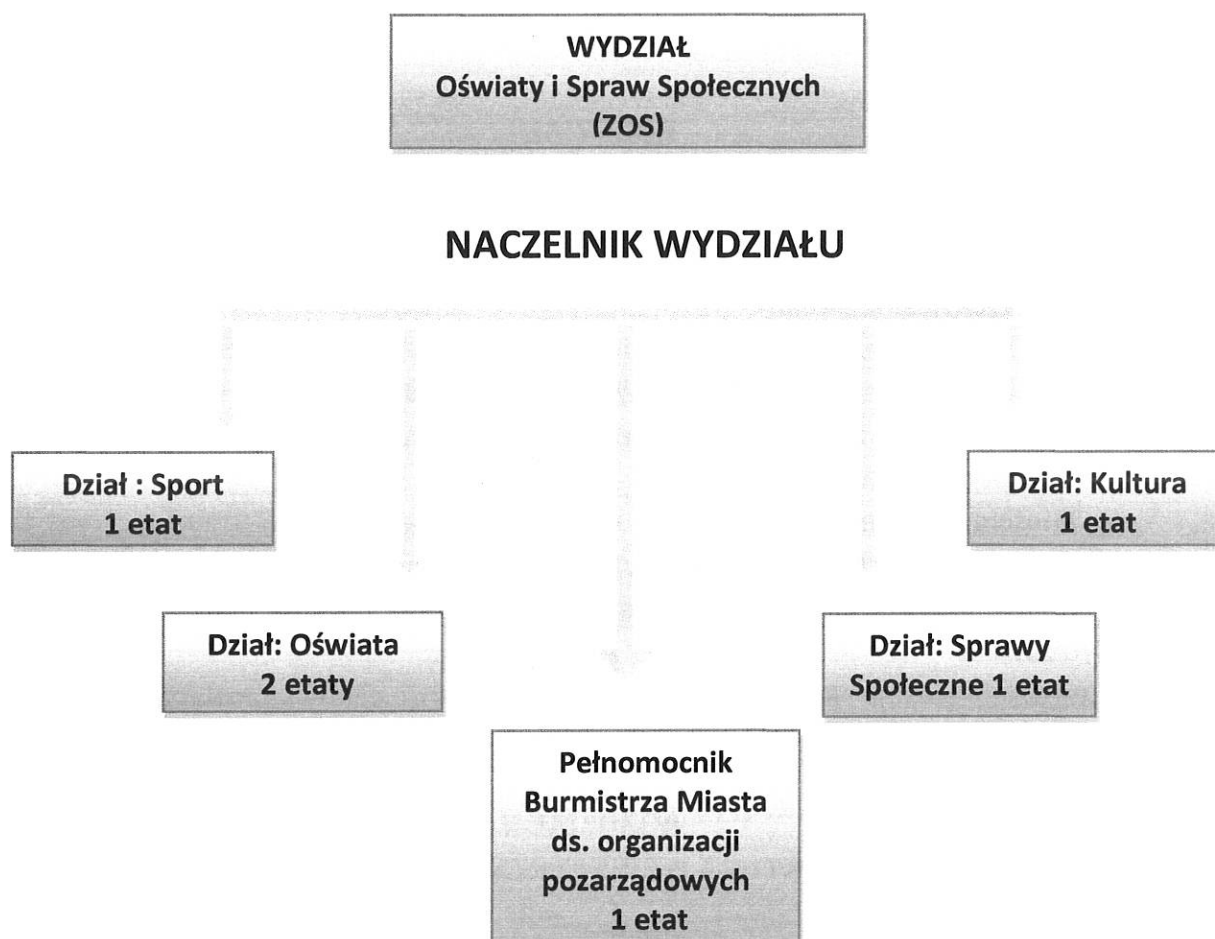 WYDZIAŁ
Oświaty i Spraw Społecznych
(ZOS)
NACZELNIK WYDZIAŁU
Dział : Sport
1 etat
Dział: Kultura
1 etat
Dział: Oświata
2 etaty
Dział: Sprawy
Społeczne 1 etat
Pełnomocnik
Burmistrza Miasta
ds. organizacji
pozarządowych
1 etat